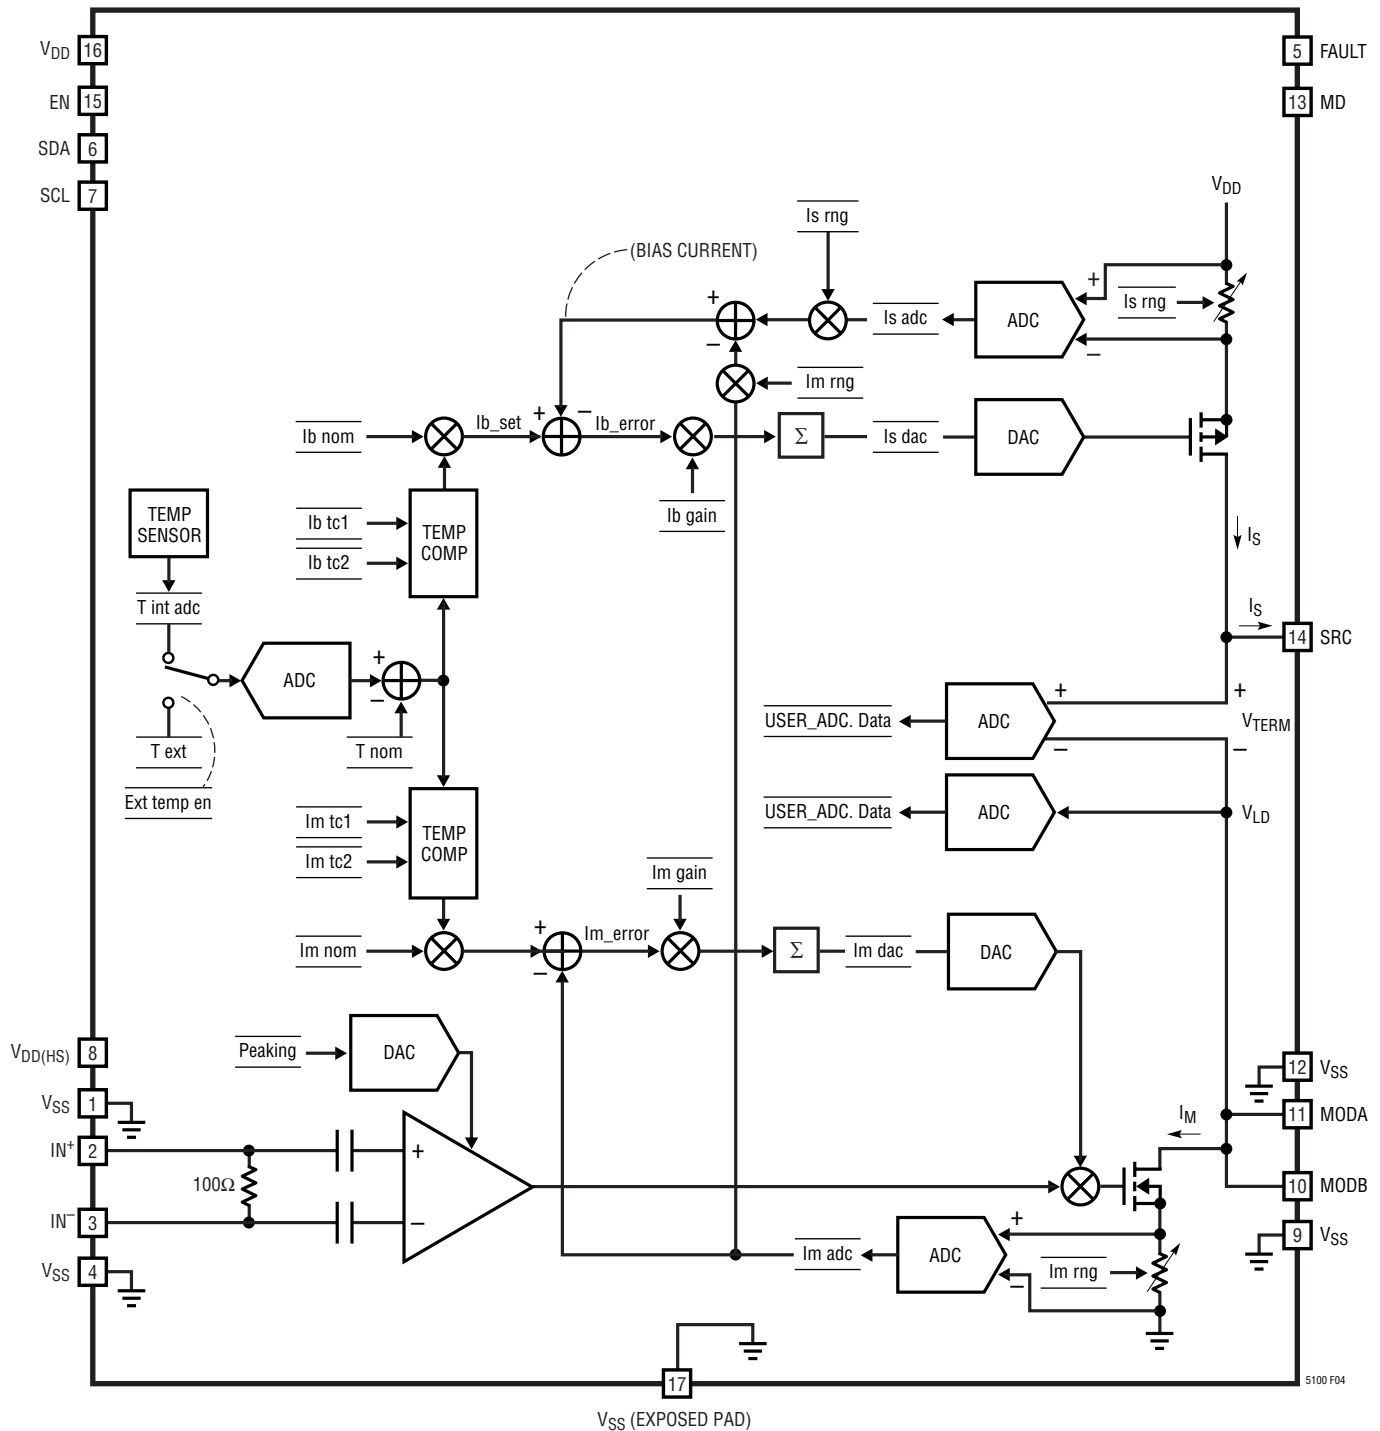 VDD 16
5 FAULT
EN 15
13 MD
SDA 6
SCL 7
VDD
Is rng
(BIAS CURRENT)
+
Is rng
+
Is adc
ADC
−
−
Im rng
Ib nom
Ib_set
+
−
Ib_error
Σ
Is dac
DAC
Ib gain
TEMP
SENSOR
Ib tc1
Ib tc2
TEMP
COMP
IS
T int adc
IS
14 SRC
ADC
+
−
T ext
T nom
Ext temp en
USER_ADC. Data
ADC
+
−
+
VTERM
−
USER_ADC. Data
ADC
VLD
Im tc1
Im tc2
TEMP
COMP
Im gain
Im nom
+
−
Im_error
Σ
Im dac
DAC
Peaking
DAC
VDD(HS) 8
12 VSS
VSS 1
IM
11 MODA
IN+ 2
+
100Ω
10 MODB
IN− 3
−
9 VSS
VSS 4
Im adc
ADC
+
−
Im rng
17
VSS (EXPOSED PAD)
5100 F04